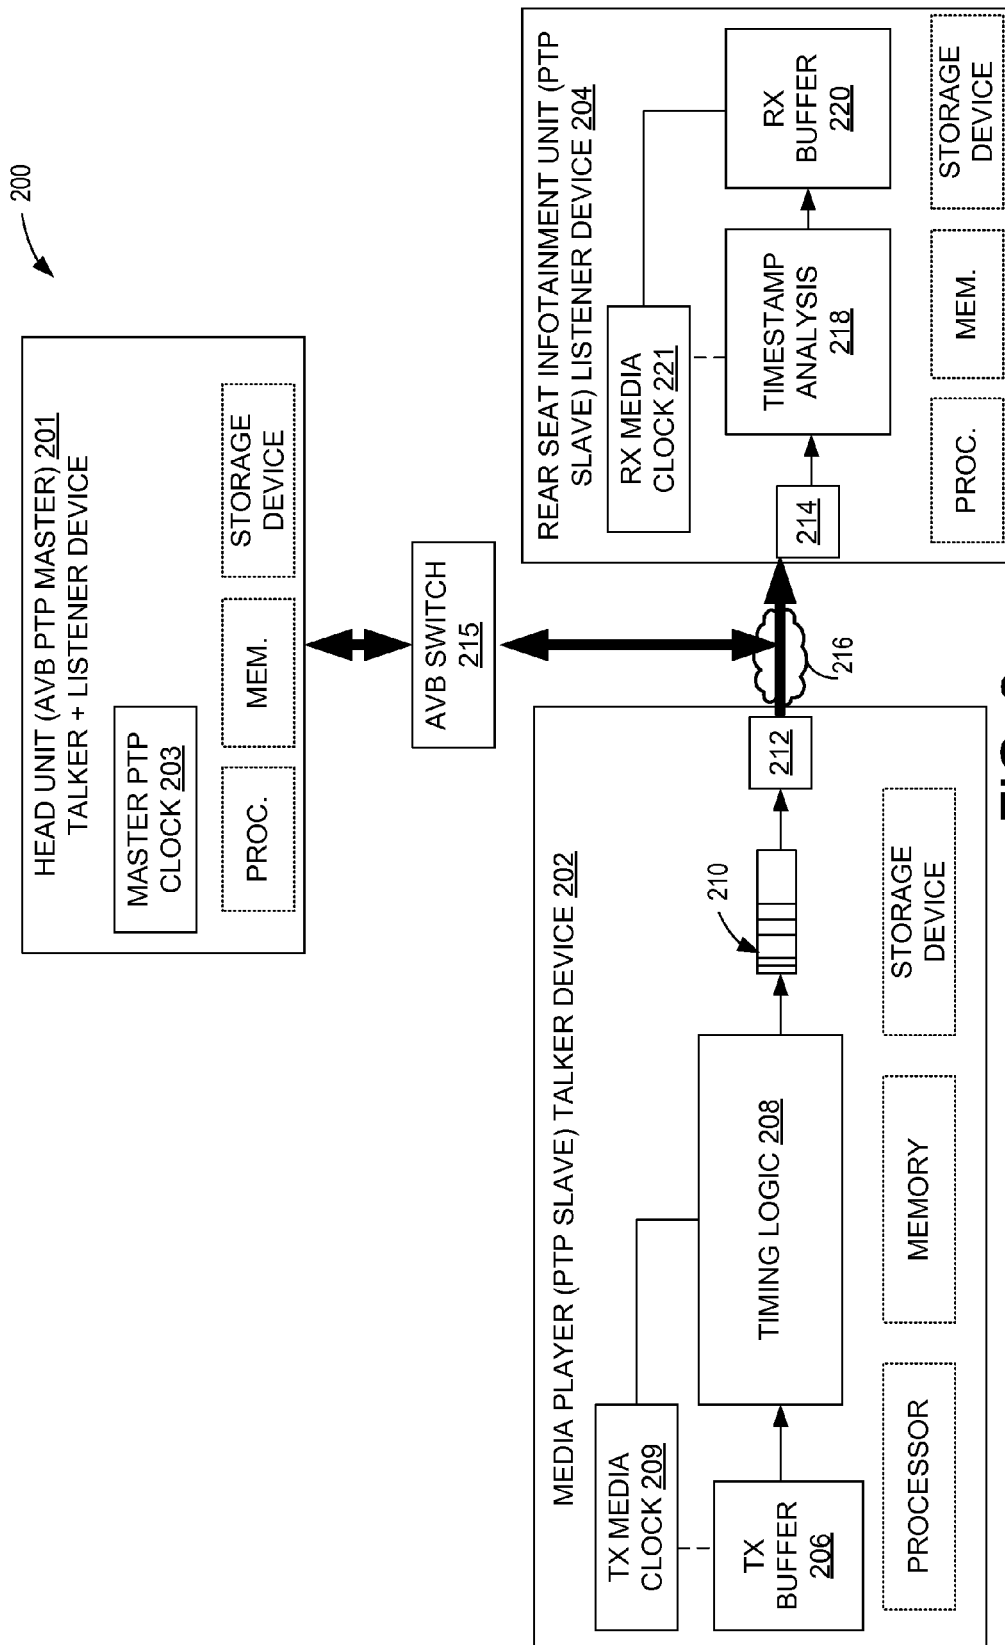 200
HEAD UNIT (AVB PTP MASTER) 201
TALKER + LISTENER DEVICE
MASTER PTP
CLOCK 203
PROC.
MEM.
STORAGE
DEVICE
AVB SWITCH
215
MEDIA PLAYER (PTP SLAVE) TALKER DEVICE 202
TX MEDIA
CLOCK 209
TX
BUFFER
206
TIMING LOGIC 208
210
212
PROCESSOR
MEMORY
STORAGE
DEVICE
216
REAR SEAT INFOTAINMENT UNIT (PTP
SLAVE) LISTENER DEVICE 204
RX MEDIA
CLOCK 221
214
TIMESTAMP
ANALYSIS
218
RX
BUFFER
220
PROC.
MEM.
STORAGE
DEVICE